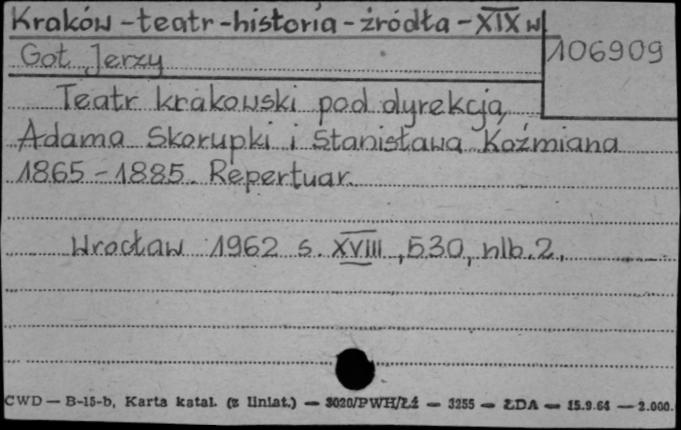 Kraków - teatr - historia - źródła - XIX w
106909
Got Jerzy
Teatr krakowski pod dyrekcją
Adama Skorupki i Stanisława Koźmiana
1865 - 1885. Repertuar.
Wrocław 1962 s. XVIII, 530, nlb. 2,
CWD — B-15-b, Karta katal. (z liniat.) — 3020/PWH/Łź — 3255 — ŁDA — 15.9.64 — 2.000.